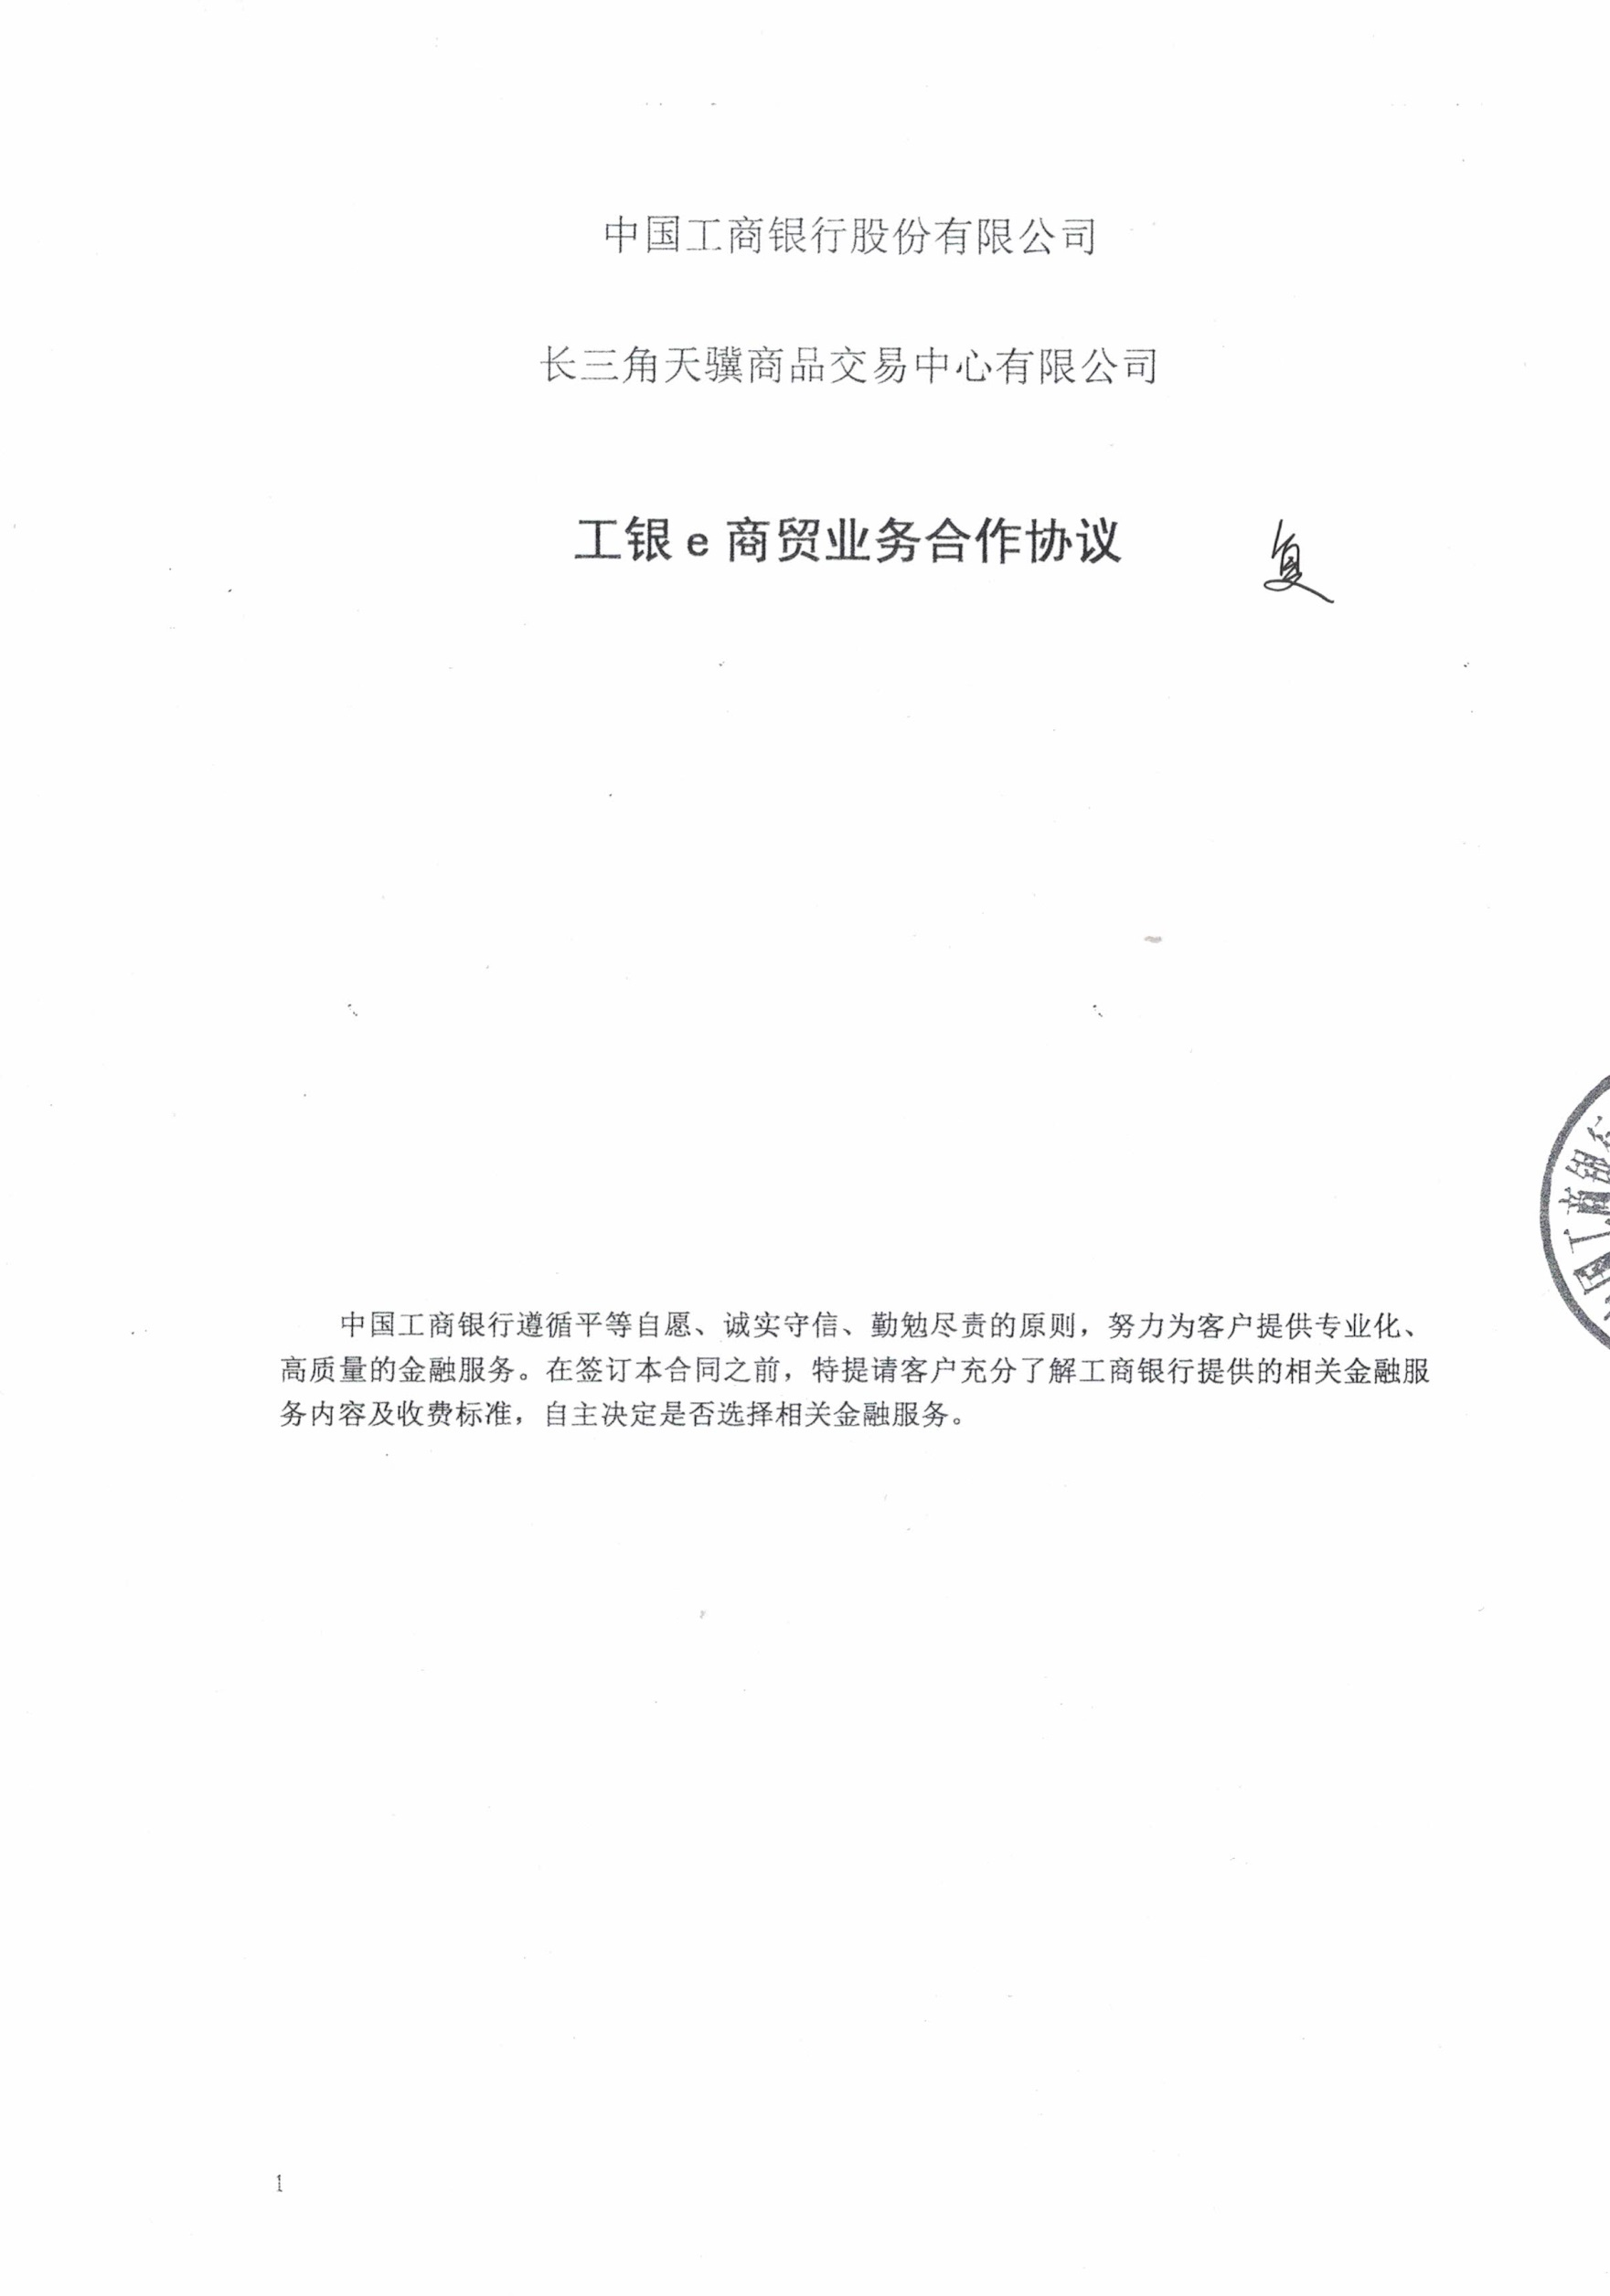 中国工商银行股份有限公司
长三角天骥商品交易中心有限公司
工银 e 商贸业务合作协议
复
国工商银行
中国工商银行遵循平等自愿、诚实守信、勤勉尽责的原则，努力为客户提供专业化、
高质量的金融服务。在签订本合同之前，特提请客户充分了解工商银行提供的相关金融服
务内容及收费标准，自主决定是否选择相关金融服务。
1